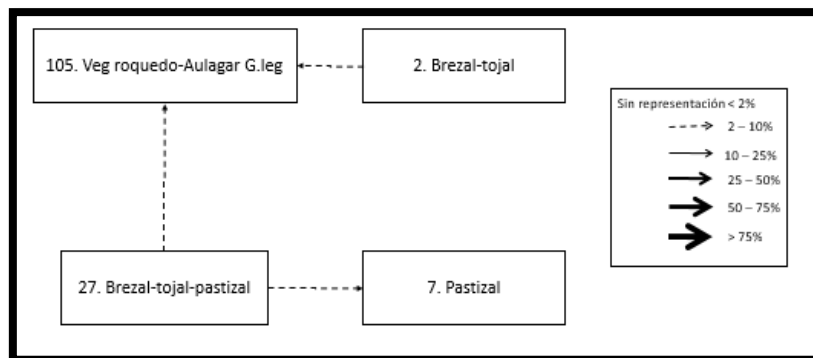 105. Veg roquedo-Aulagar G.leg
2. Brezal-tojal
27. Brezal-tojal-pastizal
7. Pastizal
Sin representación < 2%
2 – 10%
10 – 25%
25 – 50%
50 – 75%
> 75%